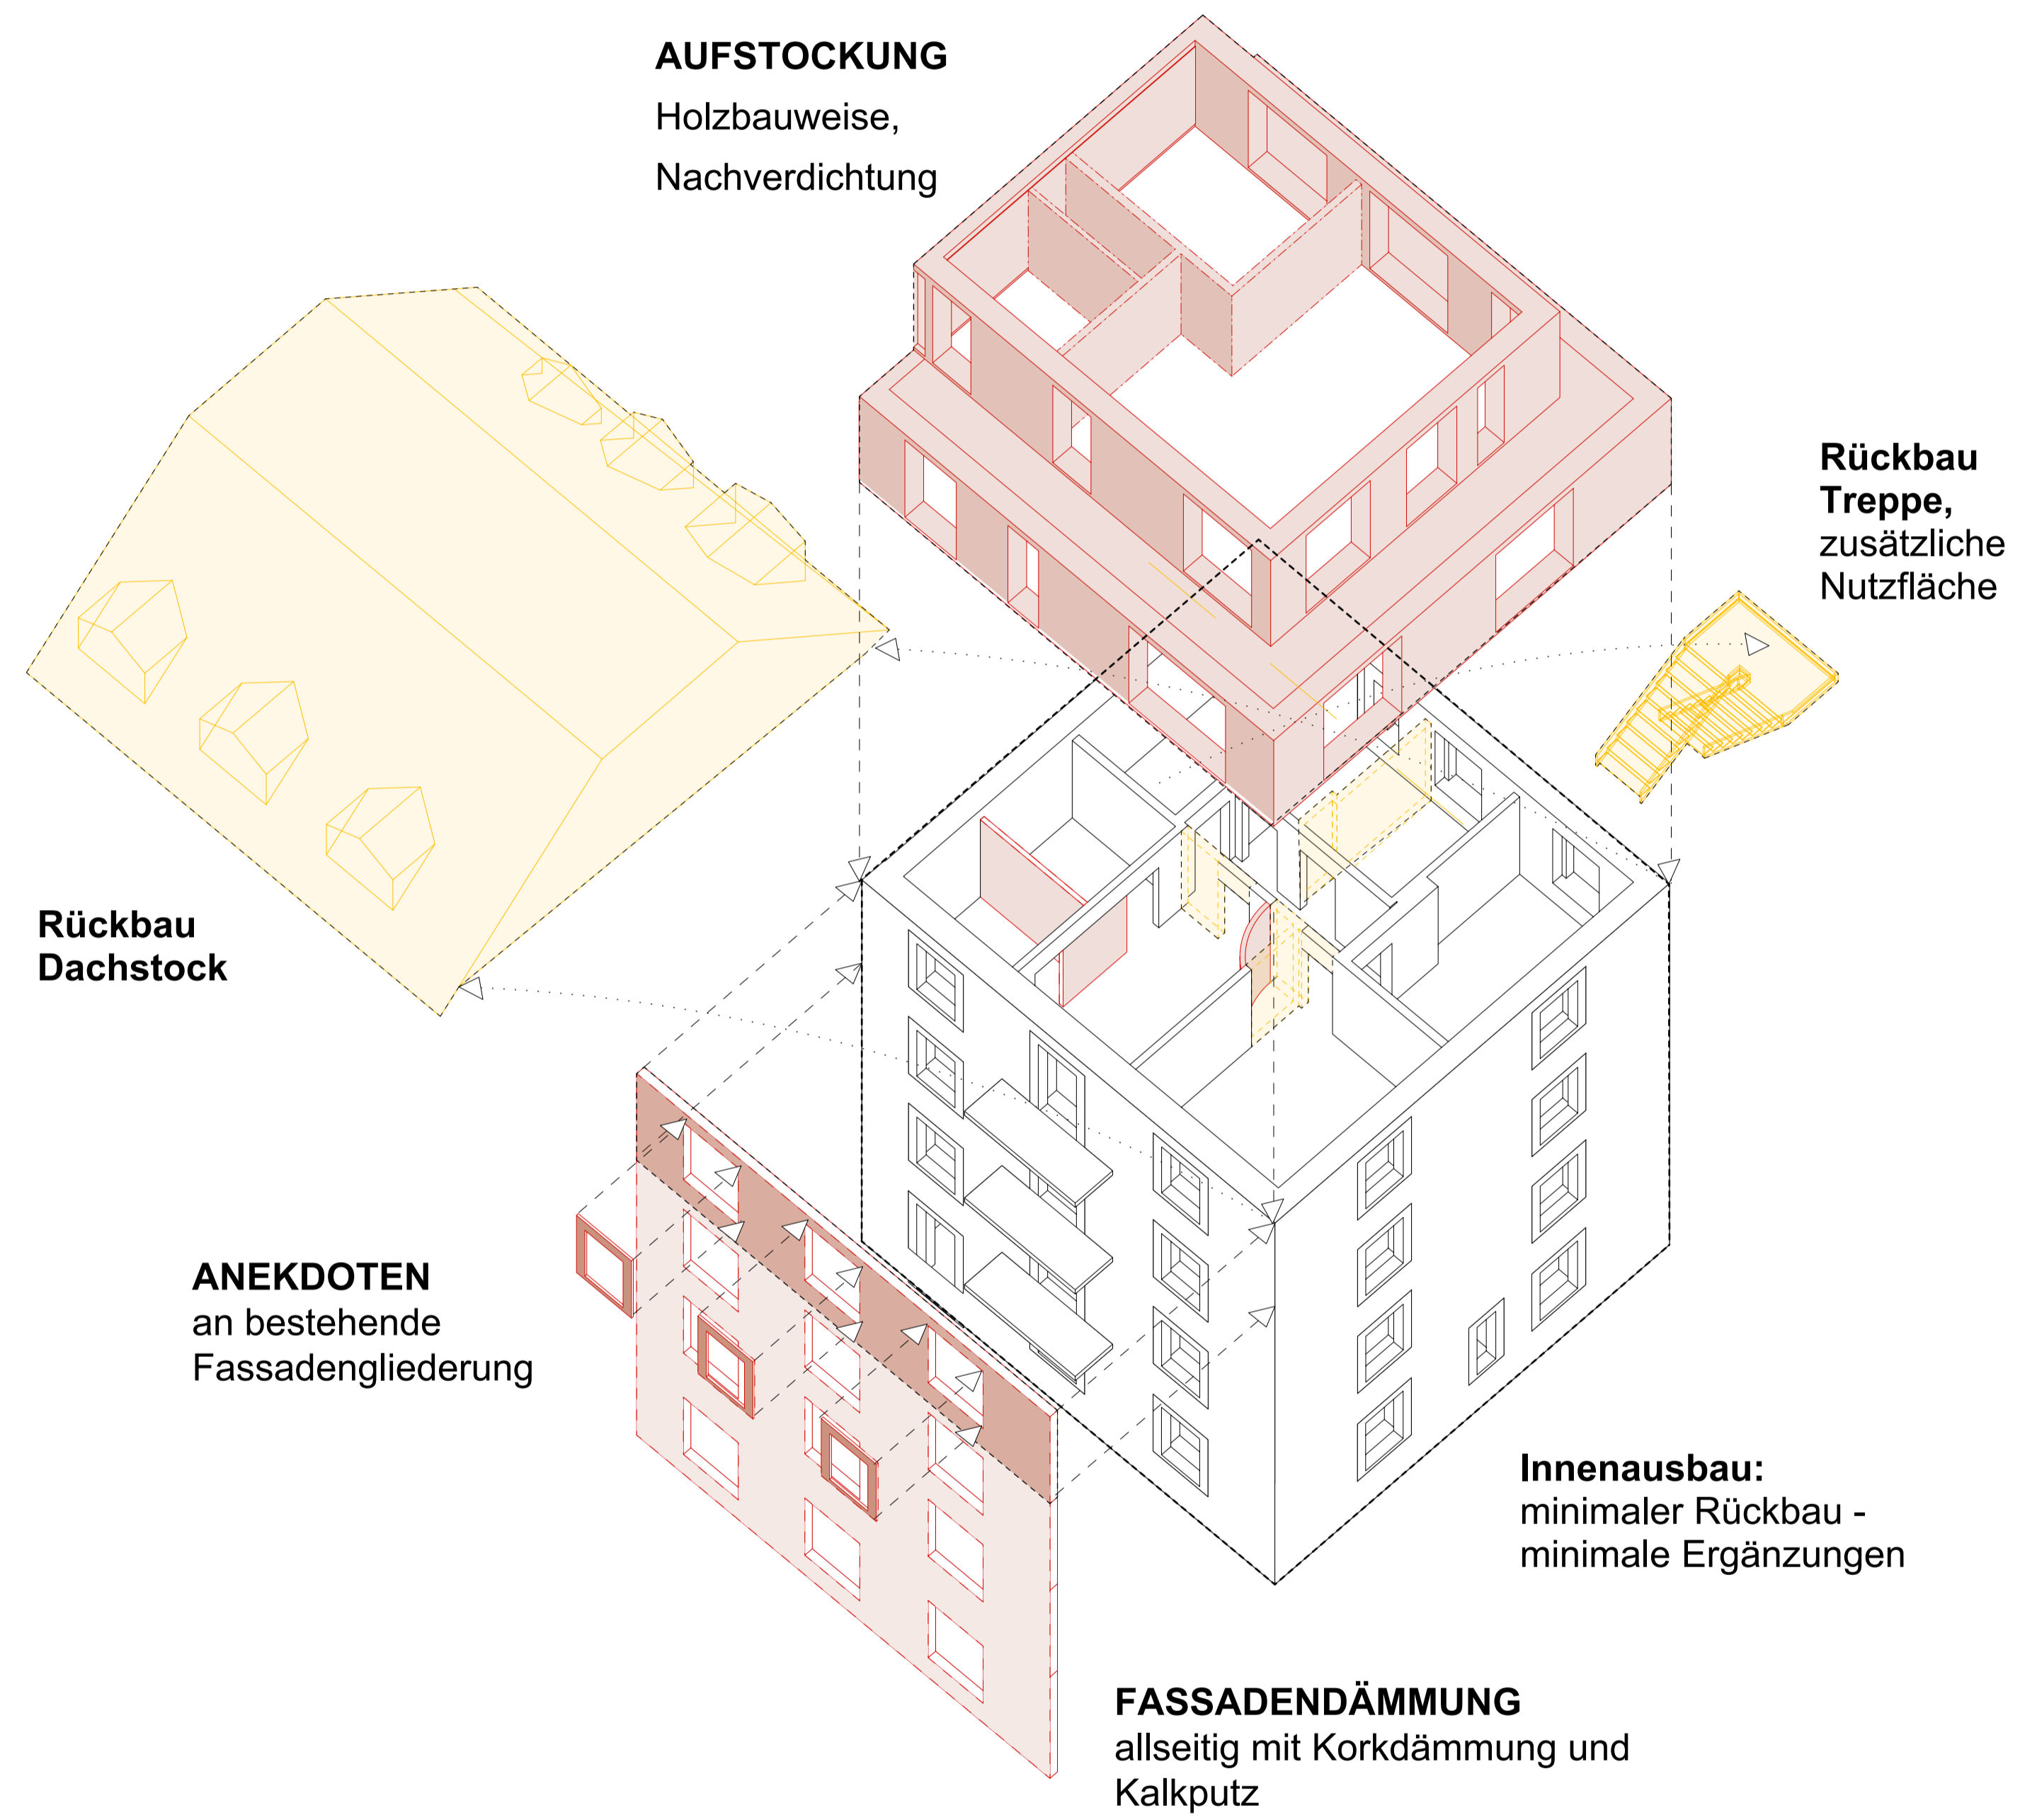 AUFSTOCKUNG
Holzbauweise,
Nachverdichtung
Rückbau
Treppe,
zusätzliche
Nutzfläche
Rückbau
Dachstock
ANEKDOTEN
an bestehende
Fassadengliederung
Innenausbau:
minimaler Rückbau -
minimale Ergänzungen
FASSADENDÄMMUNG
allseitig mit Korkdämmung und
Kalkputz